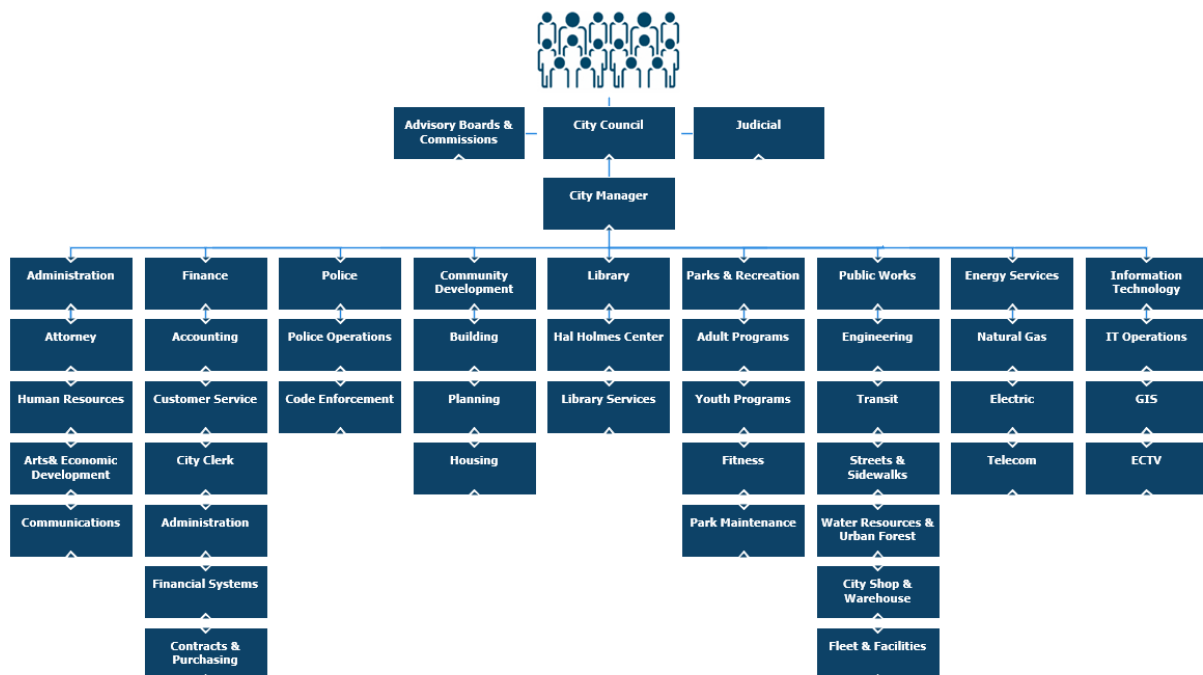 Advisory Boards &
Commissions
City Council
Judicial
City Manager
Administration
Finance
Police
Community
Development
Library
Parks & Recreation
Public Works
Energy Services
Information
Technology
Attorney
Accounting
Police Operations
Building
Hal Holmes Center
Adult Programs
Engineering
Natural Gas
IT Operations
Human Resources
Customer Service
Code Enforcement
Planning
Library Services
Youth Programs
Transit
Electric
GIS
Arts& Economic
Development
City Clerk
Housing
Fitness
Streets &
Sidewalks
Telecom
ECTV
Communications
Administration
Park Maintenance
Water Resources &
Urban Forest
Financial Systems
City Shop &
Warehouse
Contracts &
Purchasing
Fleet & Facilities